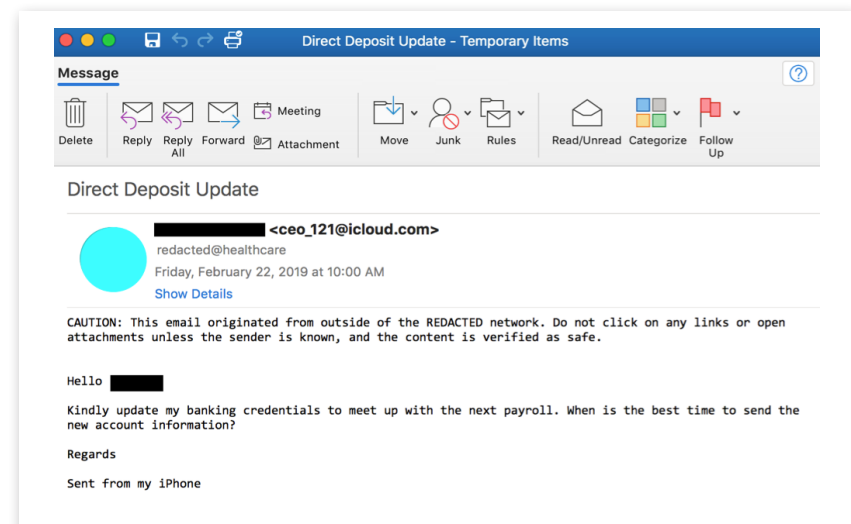 Direct Deposit Update - Temporary Items
Message
?
Delete
Reply
Reply All
Forward
Meeting
Attachment
Move
Junk
Rules
Read/Unread
Categorize
Follow Up
Direct Deposit Update
<ceo_121@icloud.com>
redacted@healthcare
Friday, February 22, 2019 at 10:00 AM
Show Details
CAUTION: This email originated from outside of the REDACTED network. Do not click on any links or open
attachments unless the sender is known, and the content is verified as safe.
Hello
Kindly update my banking credentials to meet up with the next payroll. When is the best time to send the
new account information?
Regards
Sent from my iPhone